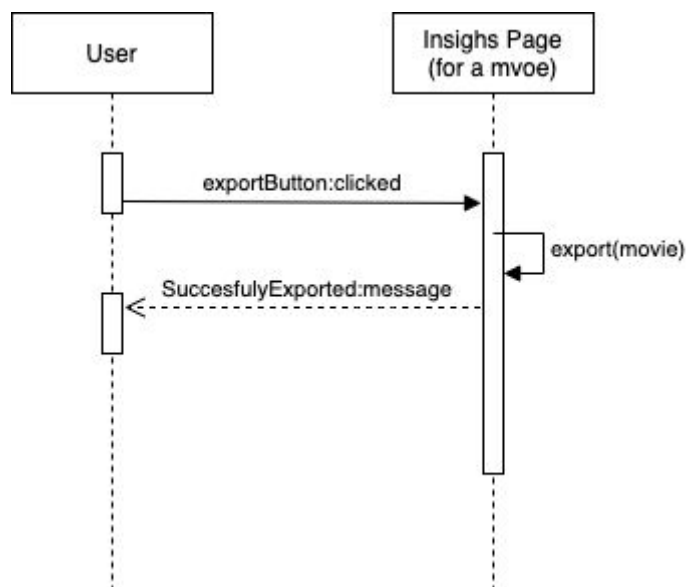 User
Insighs Page
(for a mvoe)
exportButton:clicked
export(movie)
SuccesfulyExported:message